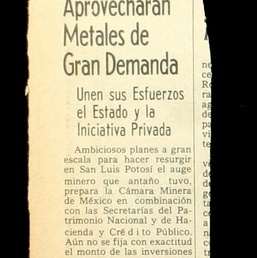 Aprovecharán
Metales de
Gran Demanda
Unen sus Esfuerzos
el Estado y la
Iniciativa Privada
Ambiciosos planes a gran
escala para hacer resurgir
en San Luis Potosí el auge
minero que antaño tuvo,
prepara la Cámara Minera
de México en combinación
con las Secretarías del Pa-
trimonio Nacional y de Ha-
cienda y Crédito Público.
Aún no se fija con exactitud
el monto de las inversiones